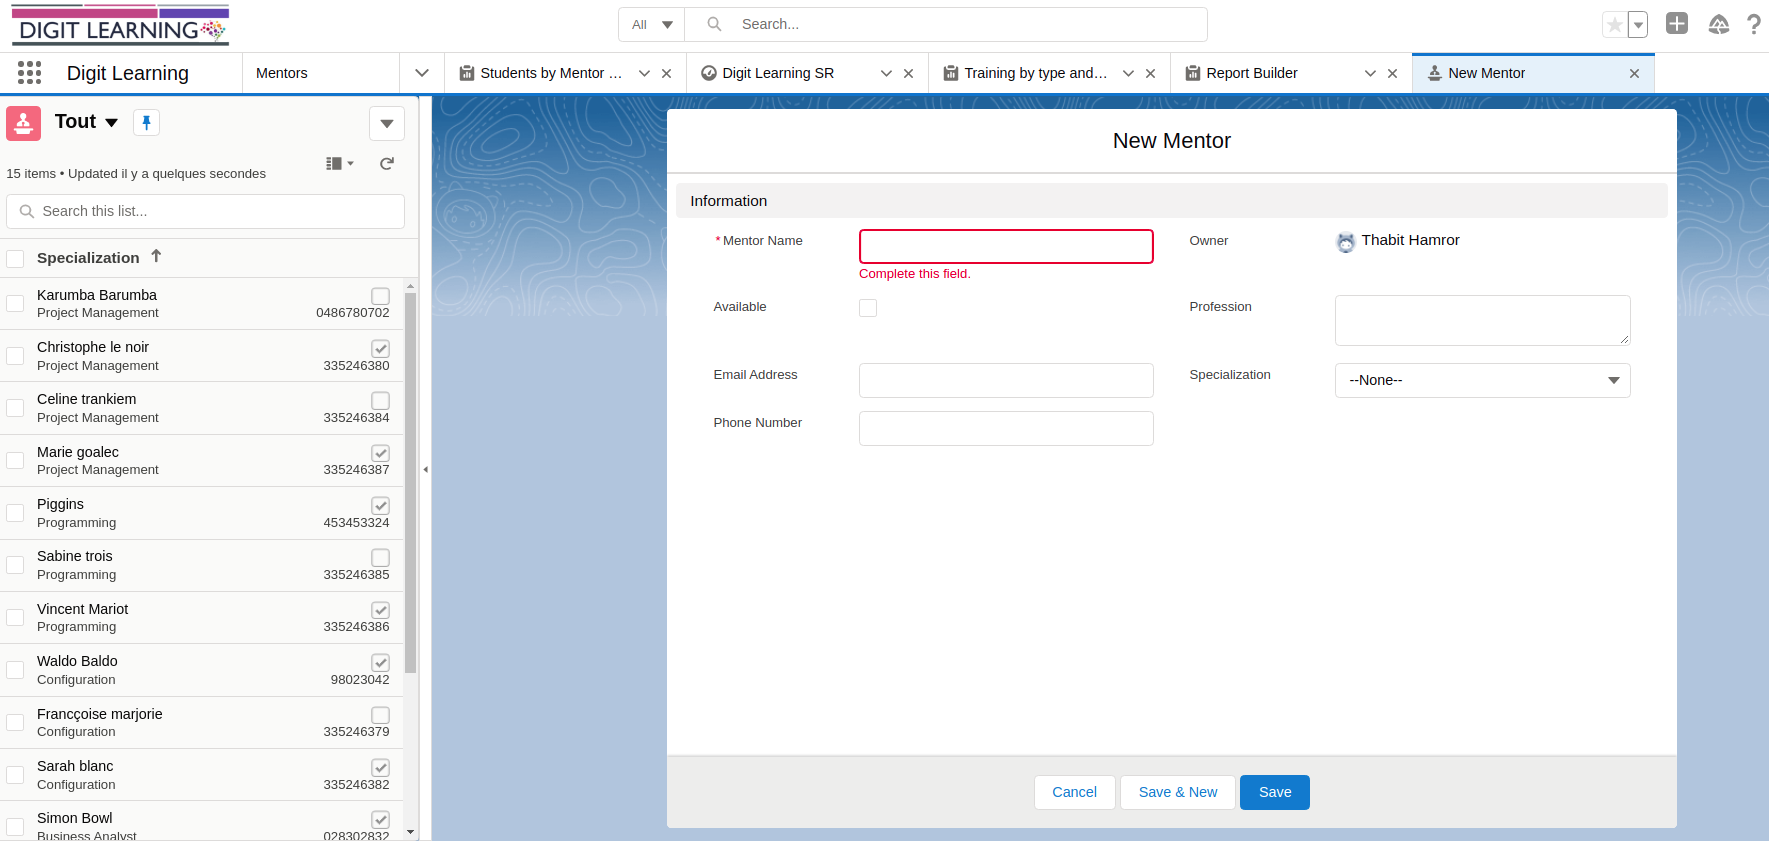 DIGIT LEARNING
All
Search...
Digit Learning
Mentors
Students by Mentor ...
Digit Learning SR
Training by type and...
Report Builder
New Mentor
Tout
15 items • Updated il y a quelques secondes
Search this list...
Specialization
Karumba Barumba
Project Management 0486780702
Christophe le noir
Project Management 335246380
Celine trankiem
Project Management 335246384
Marie goalec
Project Management 335246387
Piggins
Programming 453453324
Sabine trois
Programming 335246385
Vincent Mariot
Programming 335246386
Waldo Baldo
Configuration 98023042
Francçoise marjorie
Configuration 335246379
Sarah blanc
Configuration 335246382
Simon Bowl
Business Analyst 028302832
New Mentor
Information
* Mentor Name
Complete this field.
Owner
Thabit Hamror
Available
Profession
Email Address
Specialization
--None--
Phone Number
Cancel
Save & New
Save